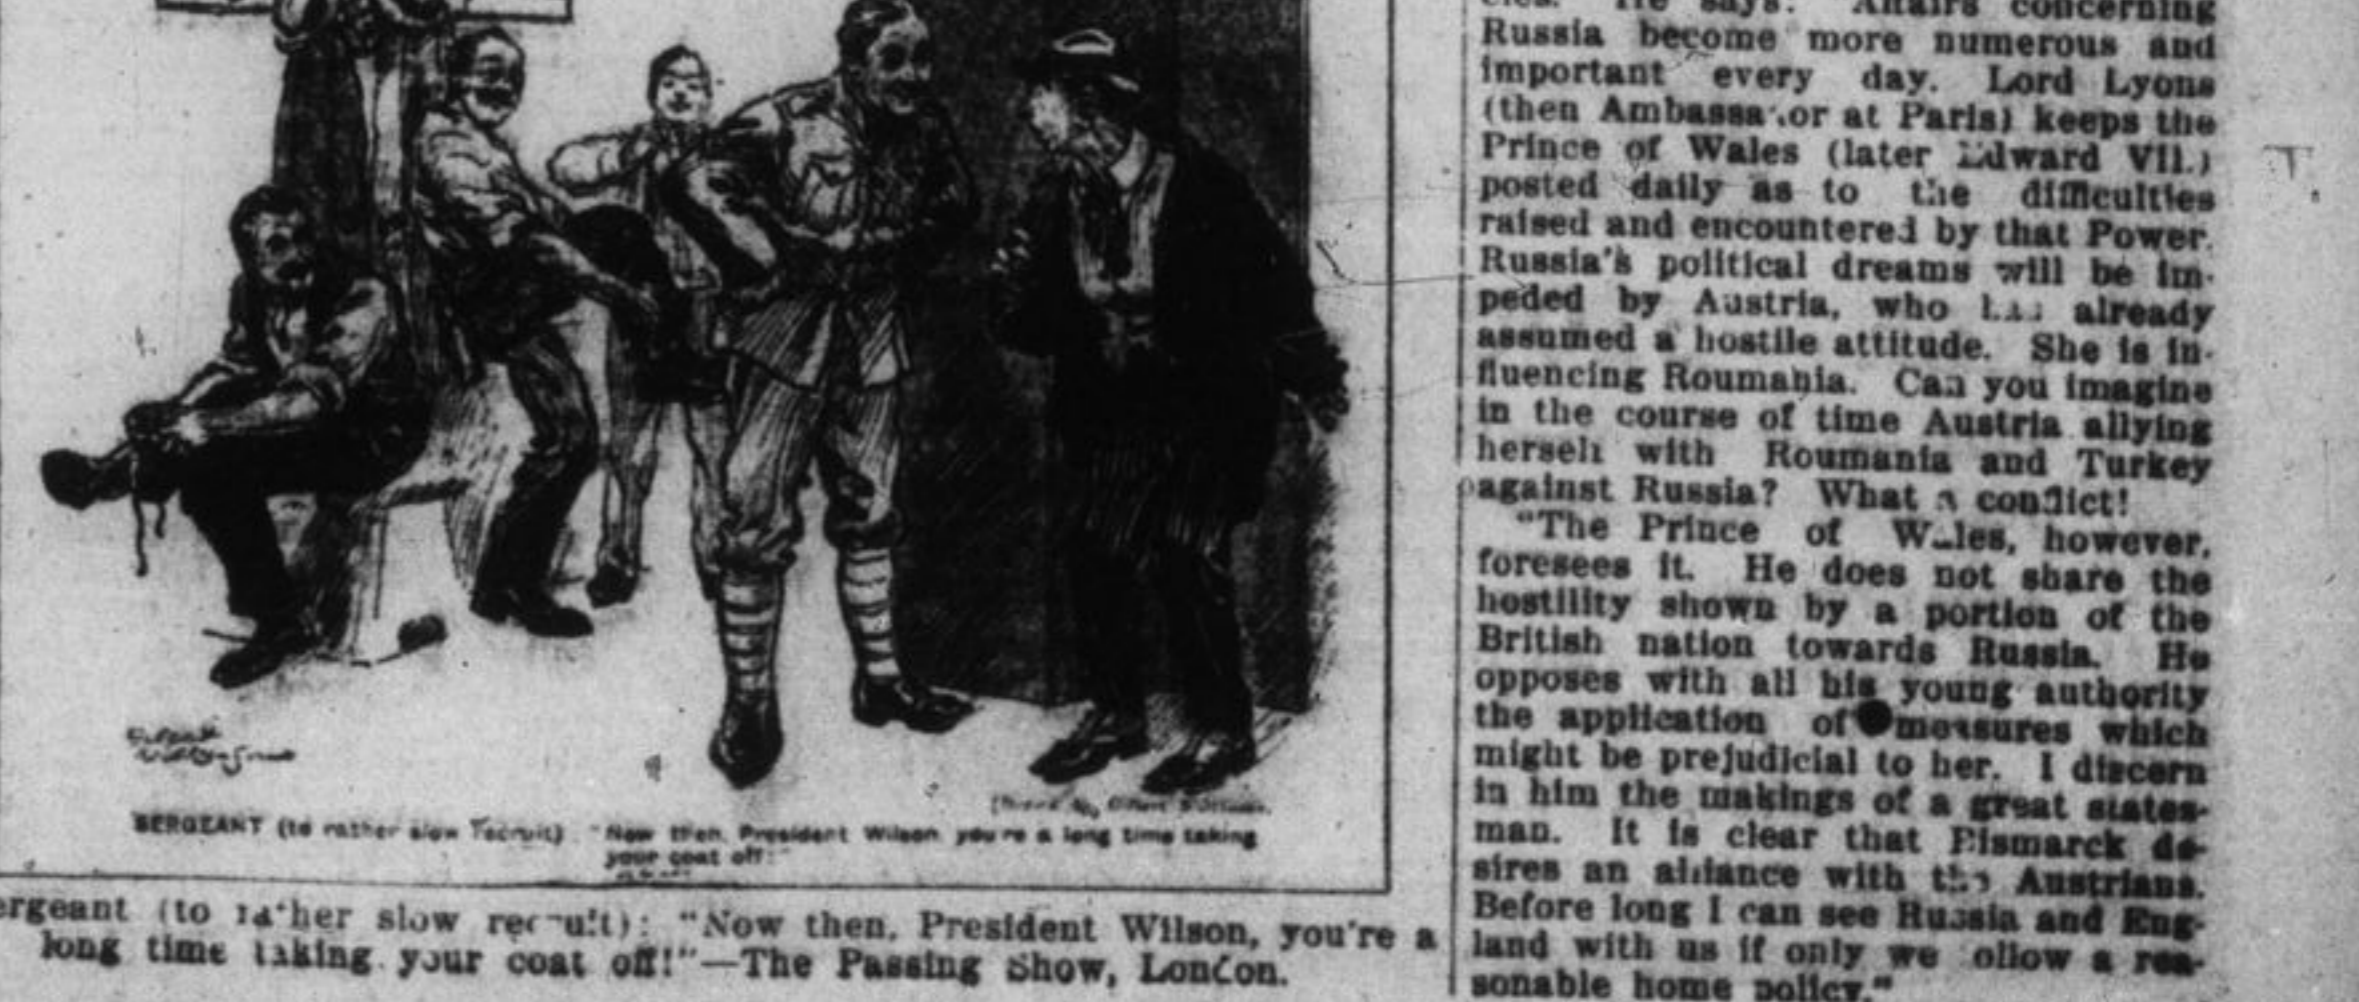 SERGEANT (to rather slow recruit) "Now then, President Wilson you're a long time taking
your coat off!"
ergeant (to rather slow recruit): "Now then, President Wilson, you're a
long time taking your coat off!"—The Passing Show, London.
He says: "Affairs concerning
Russia become more numerous and
important every day. Lord Lyons
(then Ambassador at Paris) keeps the
Prince of Wales (later Edward VII.)
posted daily as to the difficulties
raised and encountered by that Power.
Russia's political dreams will be im-
peded by Austria, who has already
assumed a hostile attitude. She is in-
fluencing Roumania. Can you imagine
in the course of time Austria allying
herself with Roumania and Turkey
against Russia? What a conflict!
"The Prince of Wales, however,
foresees it. He does not share the
hostility shown by a portion of the
British nation towards Russia. He
opposes with all his young authority
the application of measures which
might be prejudicial to her. I discern
in him the makings of a great states-
man. It is clear that Bismarck de-
sires an alliance with the Austrians.
Before long I can see Russia and Eng-
land with us if only we follow a rea-
sonable home policy."